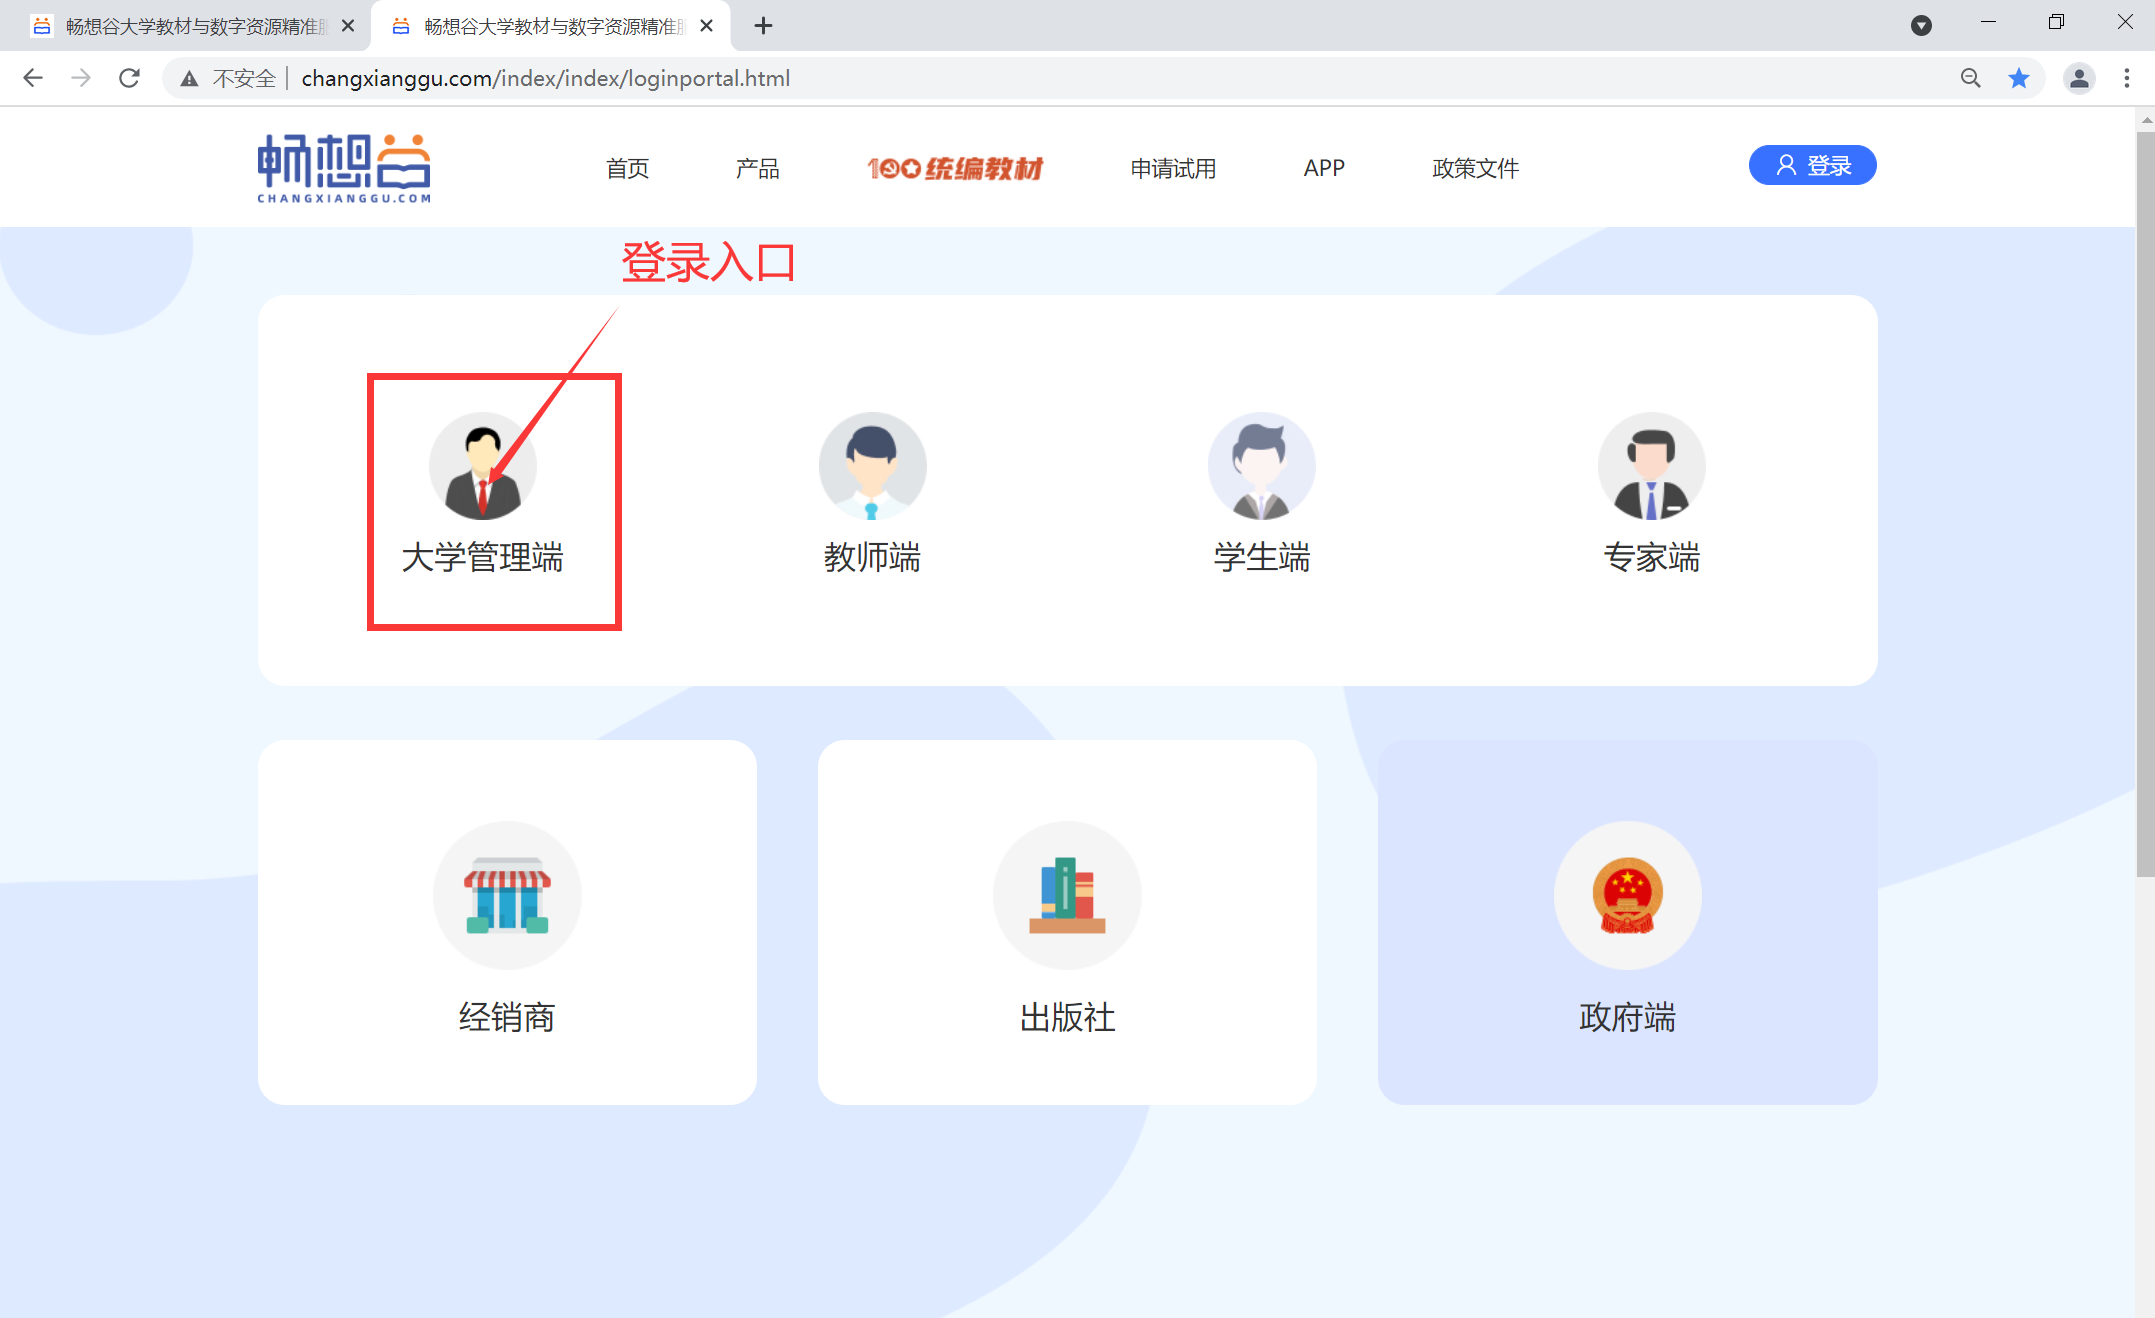 畅想谷大学教材与数字资源精准
畅想谷大学教材与数字资源精准
不安全
changxianggu.com/index/index/loginportal.html
畅想谷
CHANGXIANGGU.COM
首页
产品
100统编教材
申请试用
APP
政策文件
登录
登录入口
大学管理端
教师端
学生端
专家端
经销商
出版社
政府端